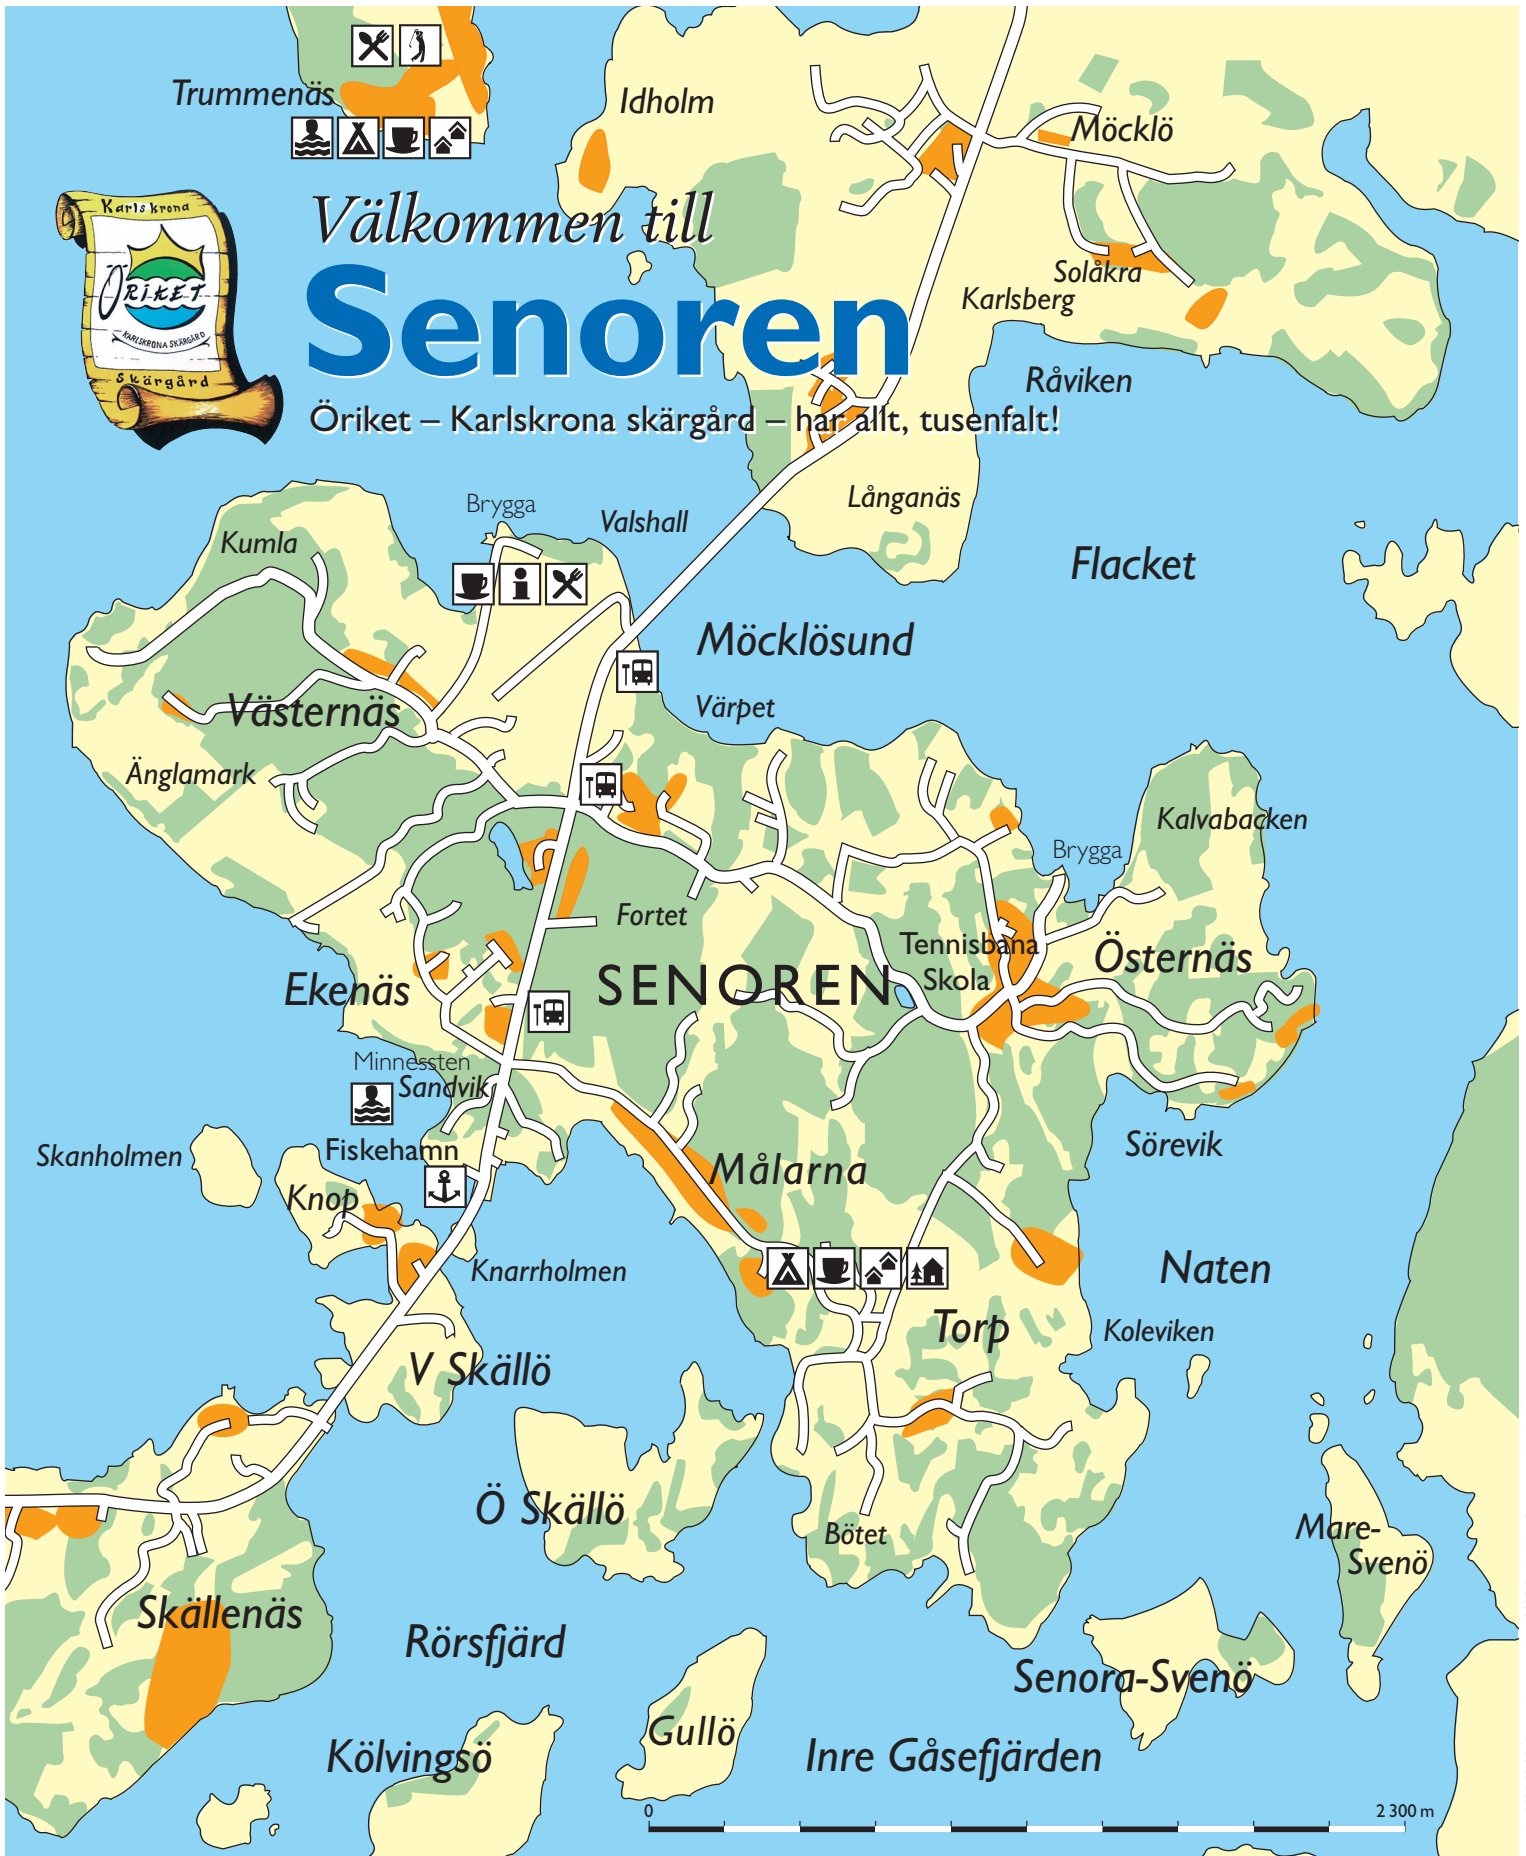 Trummenäs
Idholm
Möcklö
Karlskrona
ÖRIKET
KARLSKRONA SKÄRGÅRD
Skärgård
Välkommen till
Senoren
Öriket – Karlskrona skärgård – har allt, tusenfalt!
Solåkra
Karlsberg
Råviken
Långanäs
Brygga
Valshall
Kumla
Flacket
Möcklösund
Värpet
Västernäs
Änglamark
Kalvabacken
Brygga
Fortet
Tennisbana
Skola
Östernäs
SENOREN
Ekenäs
Minnessten
Sandvik
Fiskehamn
Skanholmen
Knop
Målarna
Sörevik
Knarrholmen
Naten
Torp
Koleviken
V Skällö
Ö Skällö
Bötet
Mare-
Svenö
Skällenäs
Rörsfjärd
Senora-Svenö
Gullö
Kölvingsö
Inre Gåsefjärden
0
2 300 m